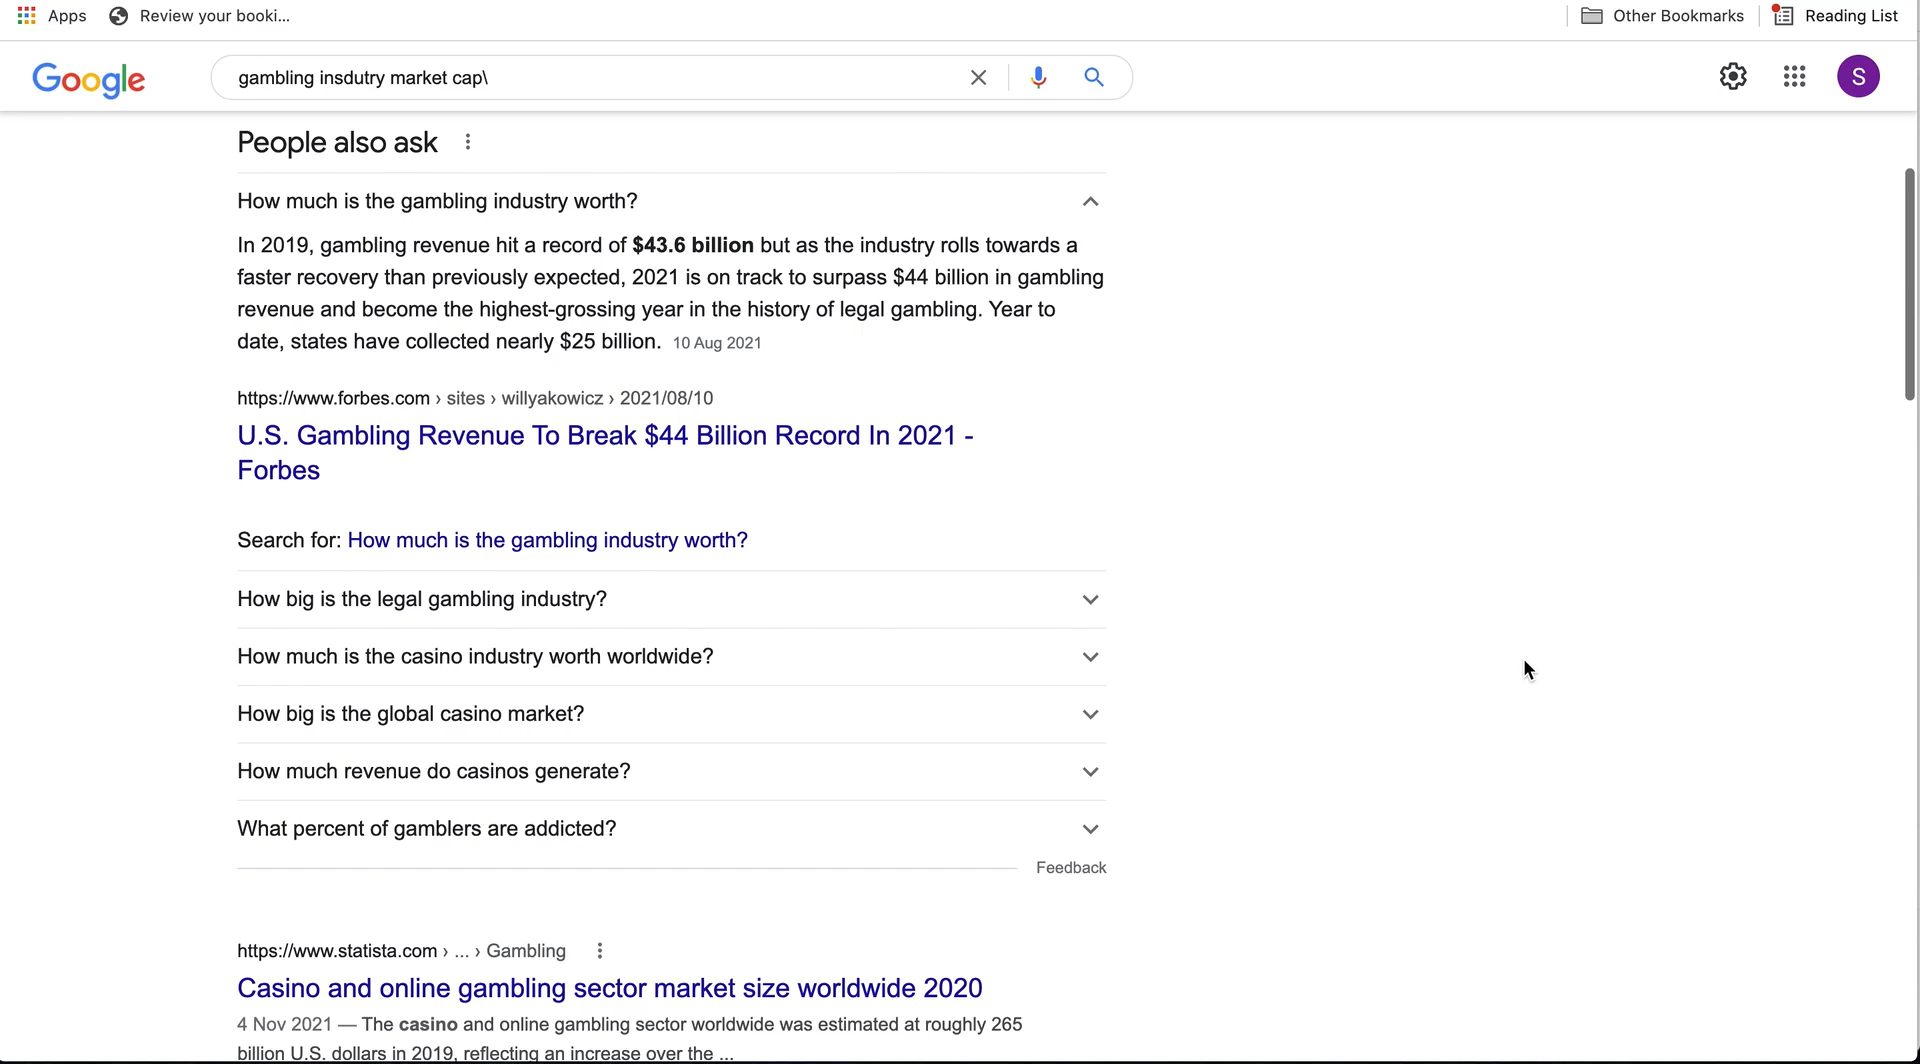 Apps Review your booki... Other Bookmarks Reading List
Google gambling insdutry market cap\ S
People also ask
How much is the gambling industry worth?
In 2019, gambling revenue hit a record of $43.6 billion but as the industry rolls towards a
faster recovery than previously expected, 2021 is on track to surpass $44 billion in gambling
revenue and become the highest-grossing year in the history of legal gambling. Year to
date, states have collected nearly $25 billion. 10 Aug 2021
https://www.forbes.com › sites › willyakowicz › 2021/08/10
U.S. Gambling Revenue To Break $44 Billion Record In 2021 -
Forbes
Search for: How much is the gambling industry worth?
How big is the legal gambling industry?
How much is the casino industry worth worldwide?
How big is the global casino market?
How much revenue do casinos generate?
What percent of gamblers are addicted?
Feedback
https://www.statista.com › ... › Gambling
Casino and online gambling sector market size worldwide 2020
4 Nov 2021 — The casino and online gambling sector worldwide was estimated at roughly 265
billion U.S. dollars in 2019, reflecting an increase over the ...